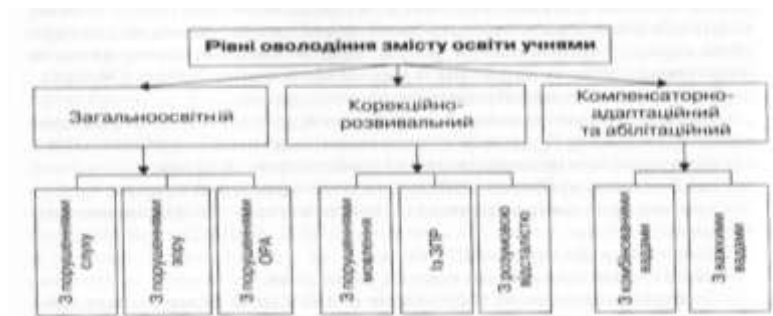 Рівні оволодіння змісту освіти учнями
Загальноосвітній
Корекційно-
розвивальний
Компенсаторно-
адаптаційний
та абілітаційний
З порушеннями
слуху
З порушеннями
зору
З порушеннями
ОРА
З порушеннями
мовлення
Із ЗПР
З розумовою
відсталістю
З комбінованими
вадами
З важкими
вадами